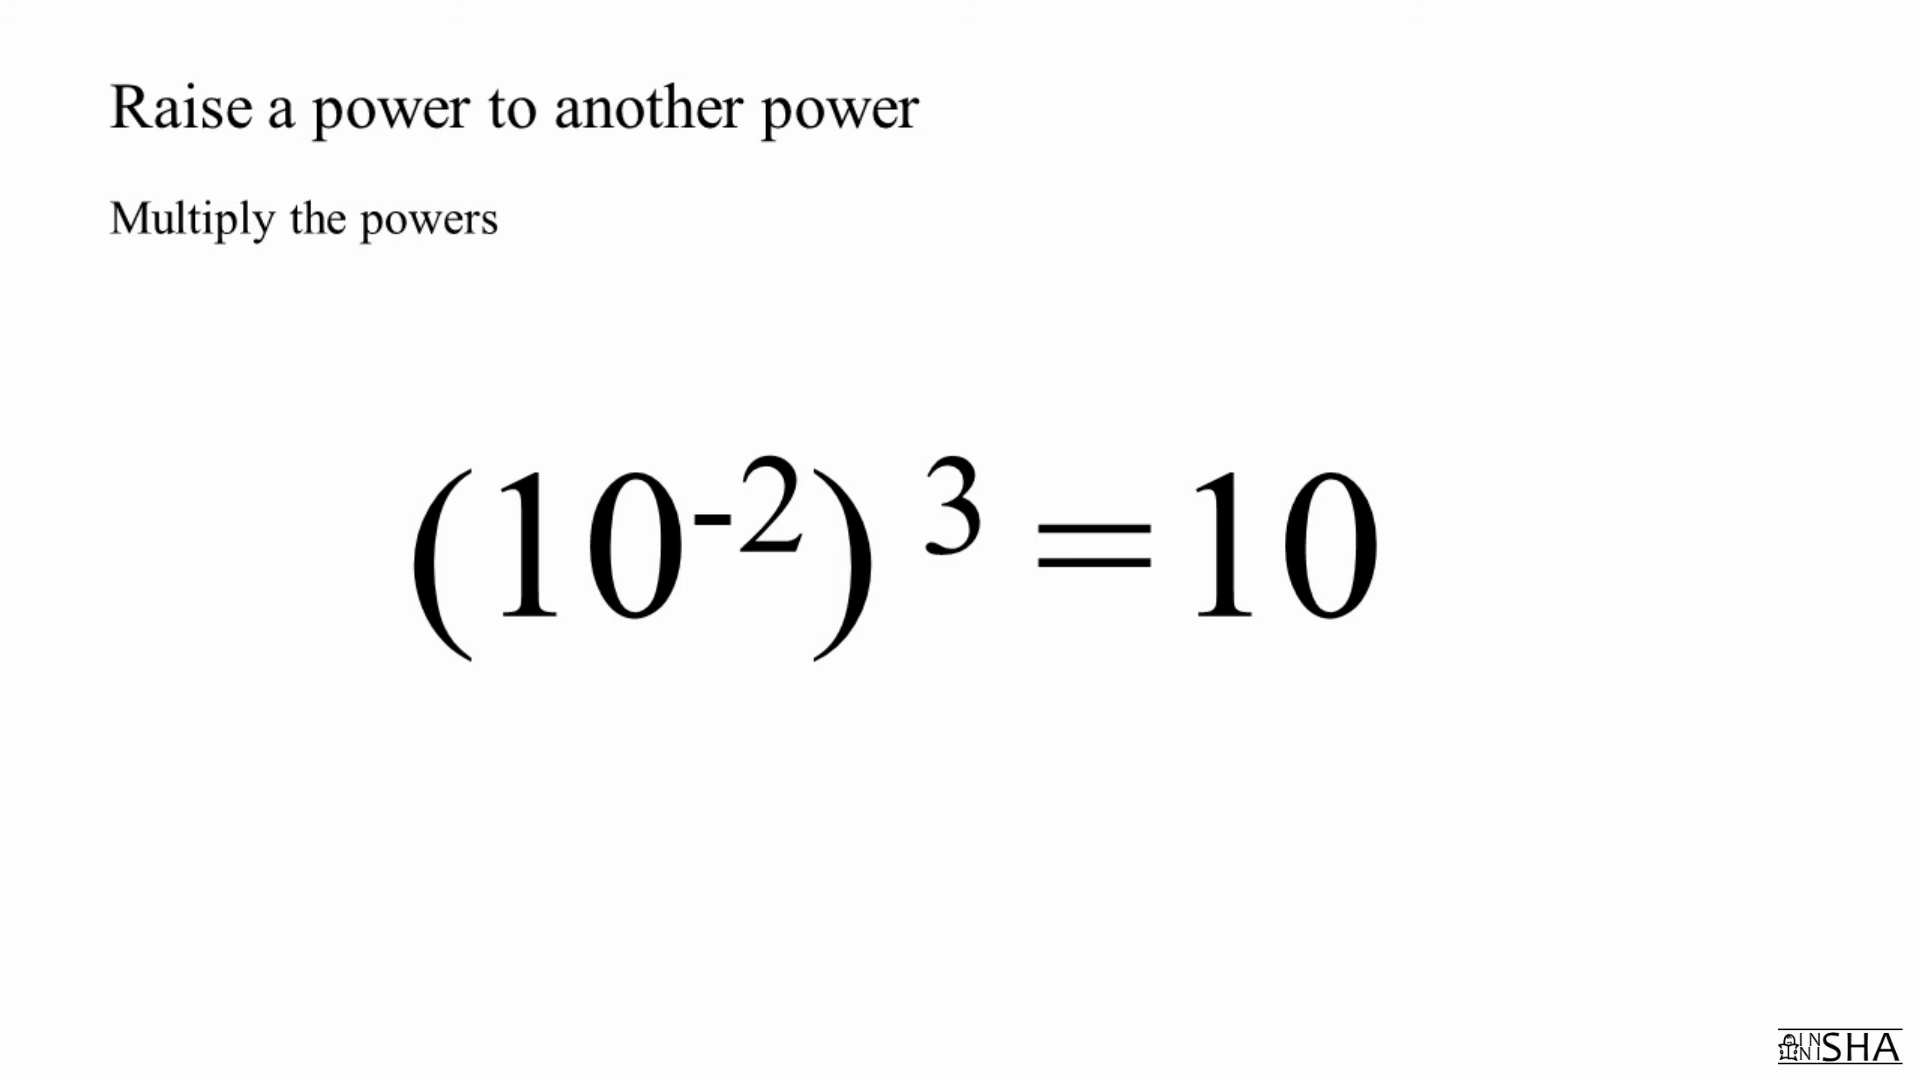 Raise a power to another power
Multiply the powers
(10⁻²) ³ = 10
SHA